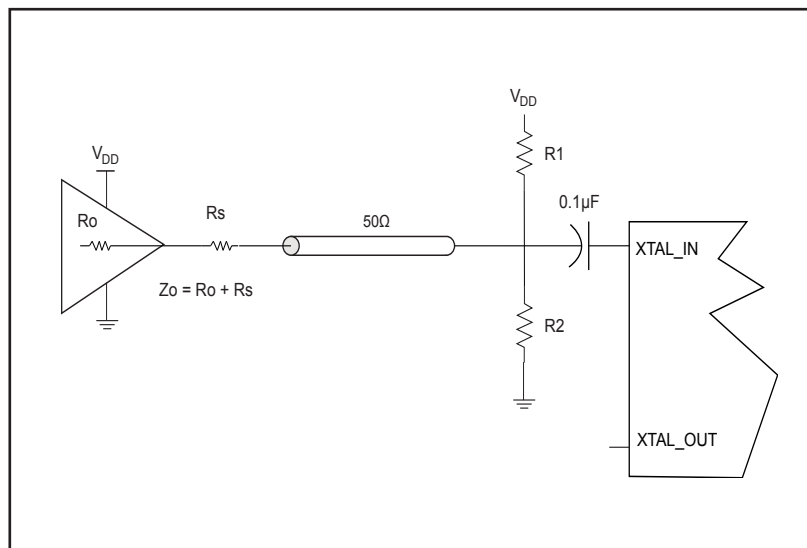 V_DD
R1
V_DD
0.1µF
Ro
Rs
50Ω
XTAL_IN
Zo = Ro + Rs
R2
XTAL_OUT